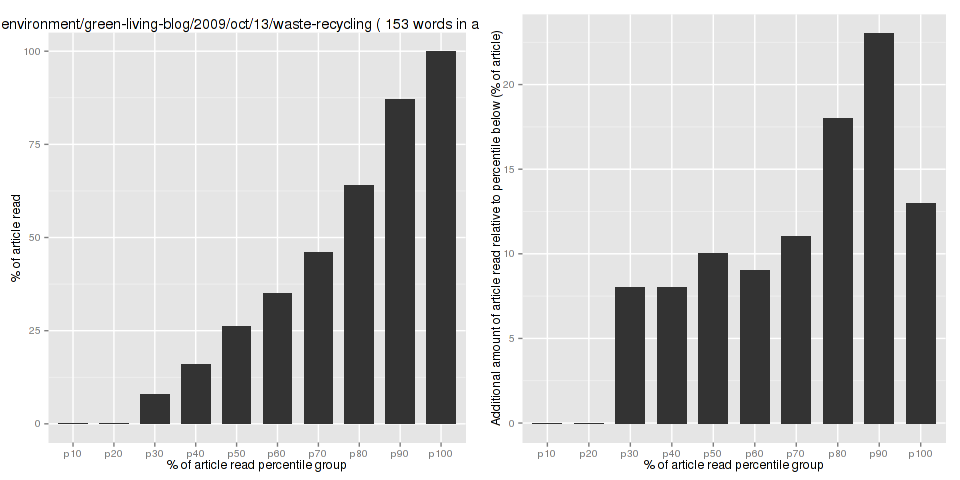 environment/green-living-blog/2009/oct/13/waste-recycling ( 153 words in a
% of article read
100
75
50
25
0
p10 p20 p30 p40 p50 p60 p70 p80 p90 p100
% of article read percentile group
Additional amount of article read relative to percentile below (% of article)
20
15
10
5
0
p10 p20 p30 p40 p50 p60 p70 p80 p90 p100
% of article read percentile group